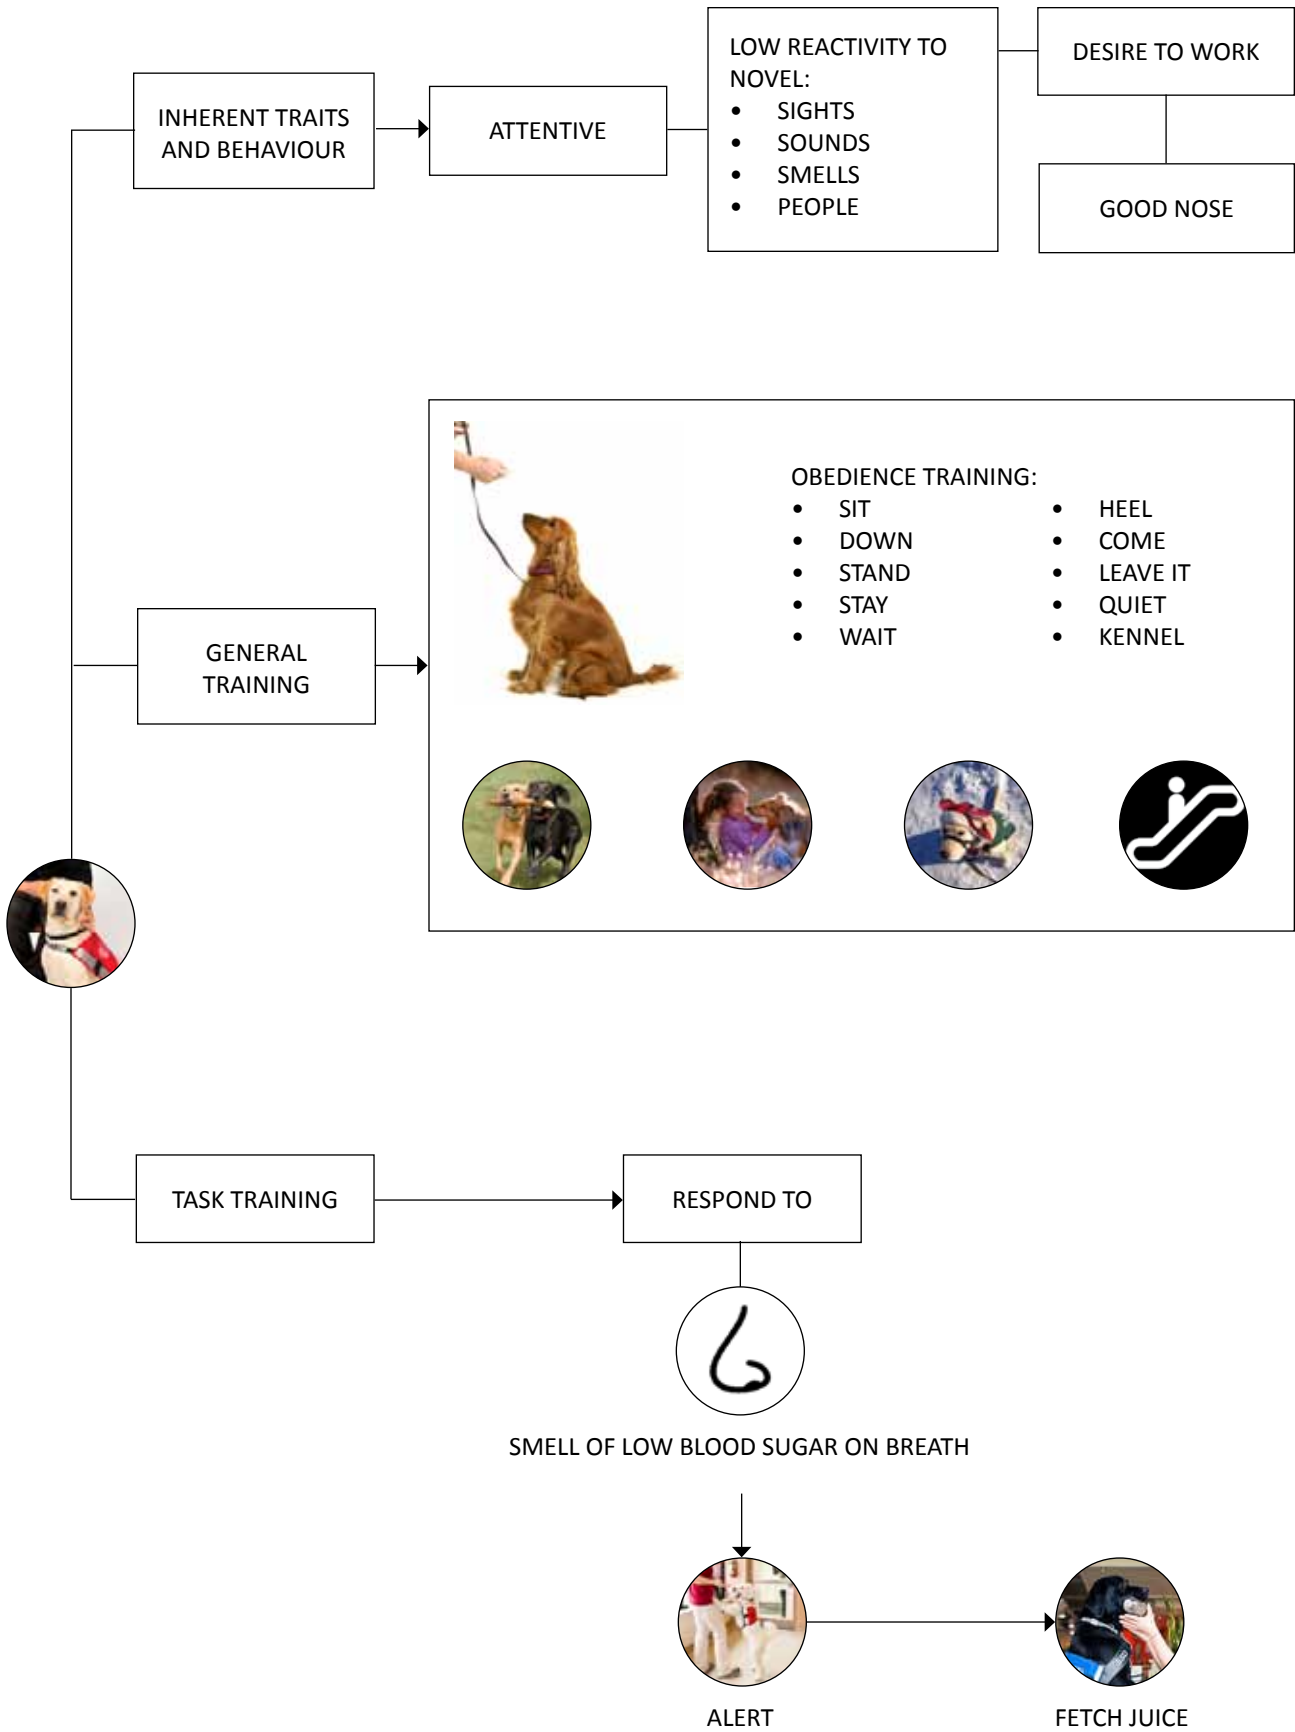 INHERENT TRAITS
AND BEHAVIOUR
ATTENTIVE
LOW REACTIVITY TO
NOVEL:
• SIGHTS
• SOUNDS
• SMELLS
• PEOPLE
DESIRE TO WORK
GOOD NOSE
GENERAL
TRAINING
OBEDIENCE TRAINING:
• SIT
• DOWN
• STAND
• STAY
• WAIT
• HEEL
• COME
• LEAVE IT
• QUIET
• KENNEL
TASK TRAINING
RESPOND TO
SMELL OF LOW BLOOD SUGAR ON BREATH
ALERT
FETCH JUICE